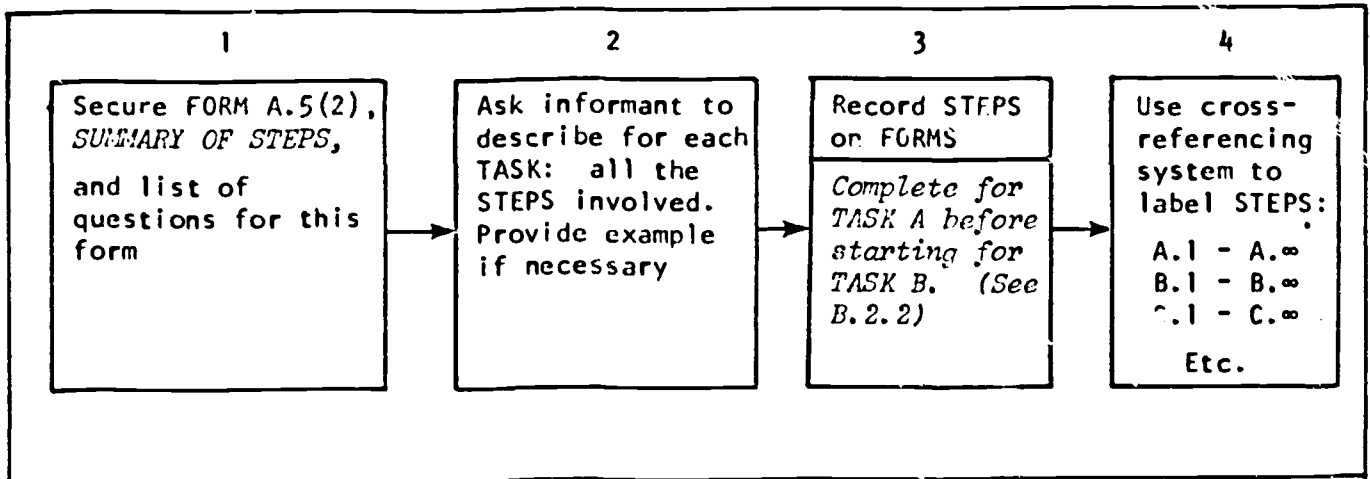 1
2
3
4
Secure FORM A.5(2),
SUMMARY OF STEPS,
and list of
questions for this
form
Ask informant to
describe for each
TASK: all the
STEPS involved.
Provide example
if necessary
Record STEPS
on FORMS
Complete for
TASK A before
starting for
TASK B. (See
B.2.2)
Use cross-
referencing
system to
label STEPS:
A.1 - A.∞
B.1 - B.∞
C.1 - C.∞
Etc.